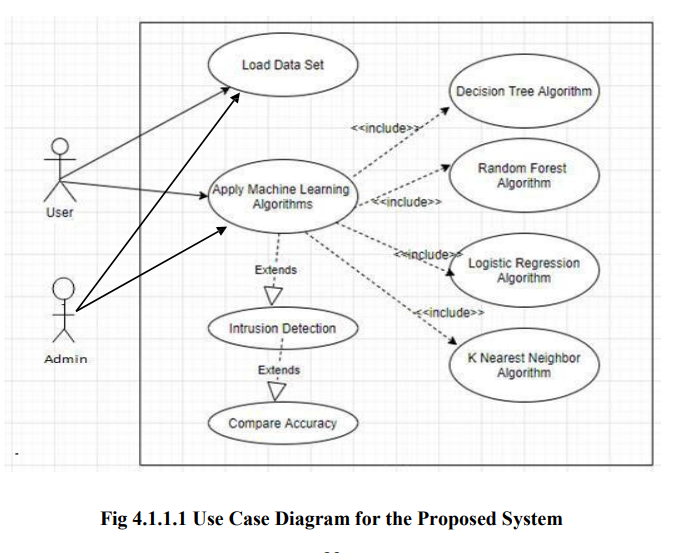 Load Data Set
Decision Tree Algorithm
<<include>>
Random Forest
Algorithm
Apply Machine Learning
Algorithms
<<include>>
User
<<include>>
Logistic Regression
Algorithm
Extends
<<include>>
Intrusion Detection
Admin
K Nearest Neighbor
Algorithm
Extends
Compare Accuracy
Fig 4.1.1.1 Use Case Diagram for the Proposed System